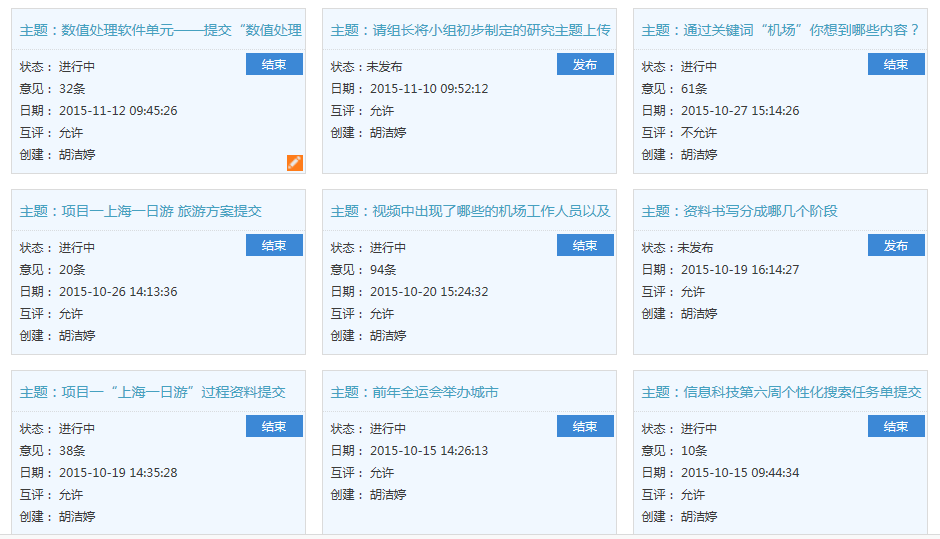 主题：数值处理软件单元——提交“数值处理
状态： 进行中
结束
意见： 32条
日期： 2015-11-12 09:45:26
互评： 允许
创建： 胡洁婷
主题：请组长将小组初步制定的研究主题上传
状态：未发布
发布
日期： 2015-11-10 09:52:12
互评： 允许
创建： 胡洁婷
主题：通过关键词“机场”你想到哪些内容？
状态： 进行中
结束
意见： 61条
日期： 2015-10-27 15:14:26
互评： 不允许
创建： 胡洁婷
主题：项目一上海一日游 旅游方案提交
状态： 进行中
结束
意见： 20条
日期： 2015-10-26 14:13:36
互评： 允许
创建： 胡洁婷
主题：视频中出现了哪些的机场工作人员以及
状态： 进行中
结束
意见： 94条
日期： 2015-10-20 15:24:32
互评： 允许
创建： 胡洁婷
主题：资料书写分成哪几个阶段
状态：未发布
发布
日期： 2015-10-19 16:14:27
互评： 允许
创建： 胡洁婷
主题：项目一“上海一日游”过程资料提交
状态： 进行中
结束
意见： 38条
日期： 2015-10-19 14:35:28
互评： 允许
创建： 胡洁婷
主题：前年全运会举办城市
状态： 进行中
结束
日期： 2015-10-15 14:26:13
互评： 允许
创建： 胡洁婷
主题：信息科技第六周个性化搜索任务单提交
状态： 进行中
结束
意见： 10条
日期： 2015-10-15 09:44:34
互评： 允许
创建： 胡洁婷